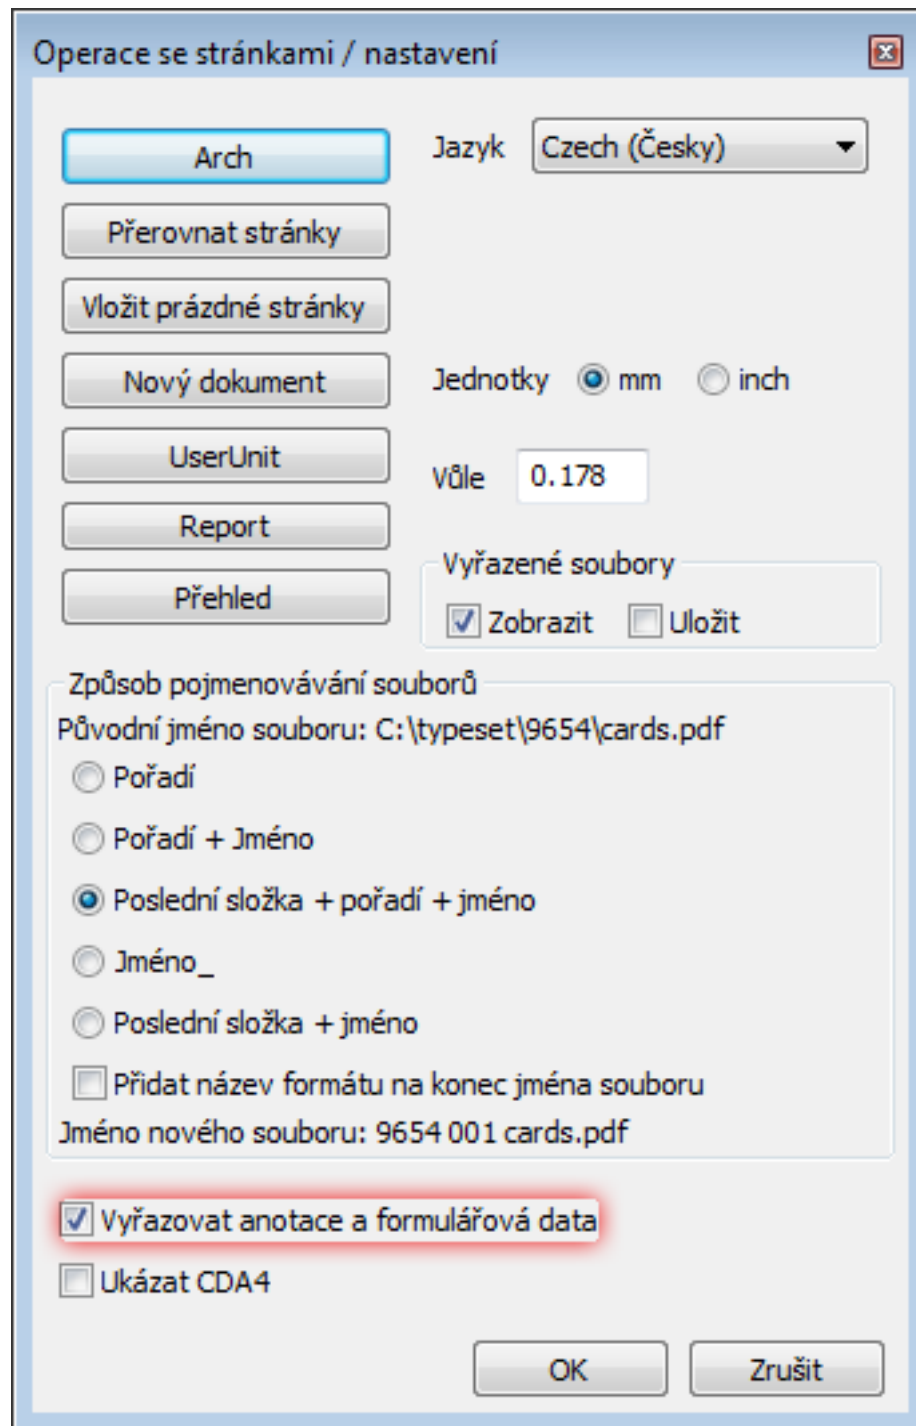 Operace se stránkami / nastavení
Arch
Jazyk Czech (Česky)
Přerovnat stránky
Vložit prázdné stránky
Nový dokument
Jednotky mm inch
UserUnit
Vůle 0.178
Report
Vyřazené soubory
Přehled
Zobrazit Uložit
Způsob pojmenovávání souborů
Původní jméno souboru: C:\typeset\9654\cards.pdf
Pořadí
Pořadí + Jméno
Poslední složka + pořadí + jméno
Jméno_
Poslední složka + jméno
Přidat název formátu na konec jména souboru
Jméno nového souboru: 9654 001 cards.pdf
Vyřazovat anotace a formulářová data
Ukázat CDA4
OK Zrušit